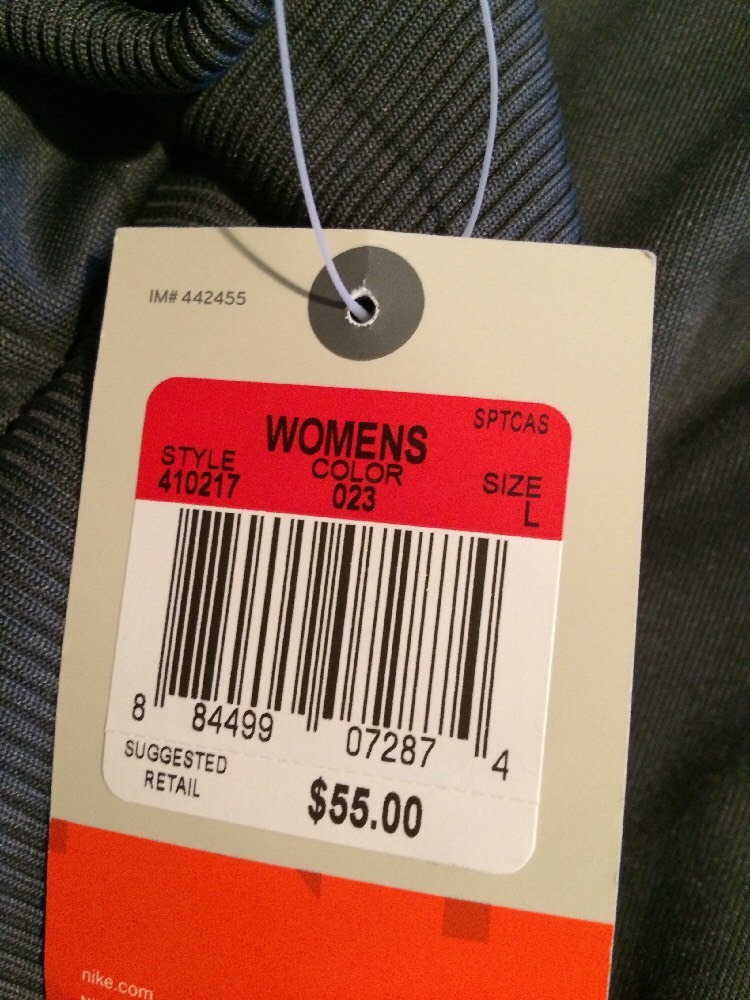 IM# 442455
SPTCAS
WOMENS
STYLE COLOR SIZE
410217 023 L
8 84499 07287 4
SUGGESTED
RETAIL
$55.00
nike.com